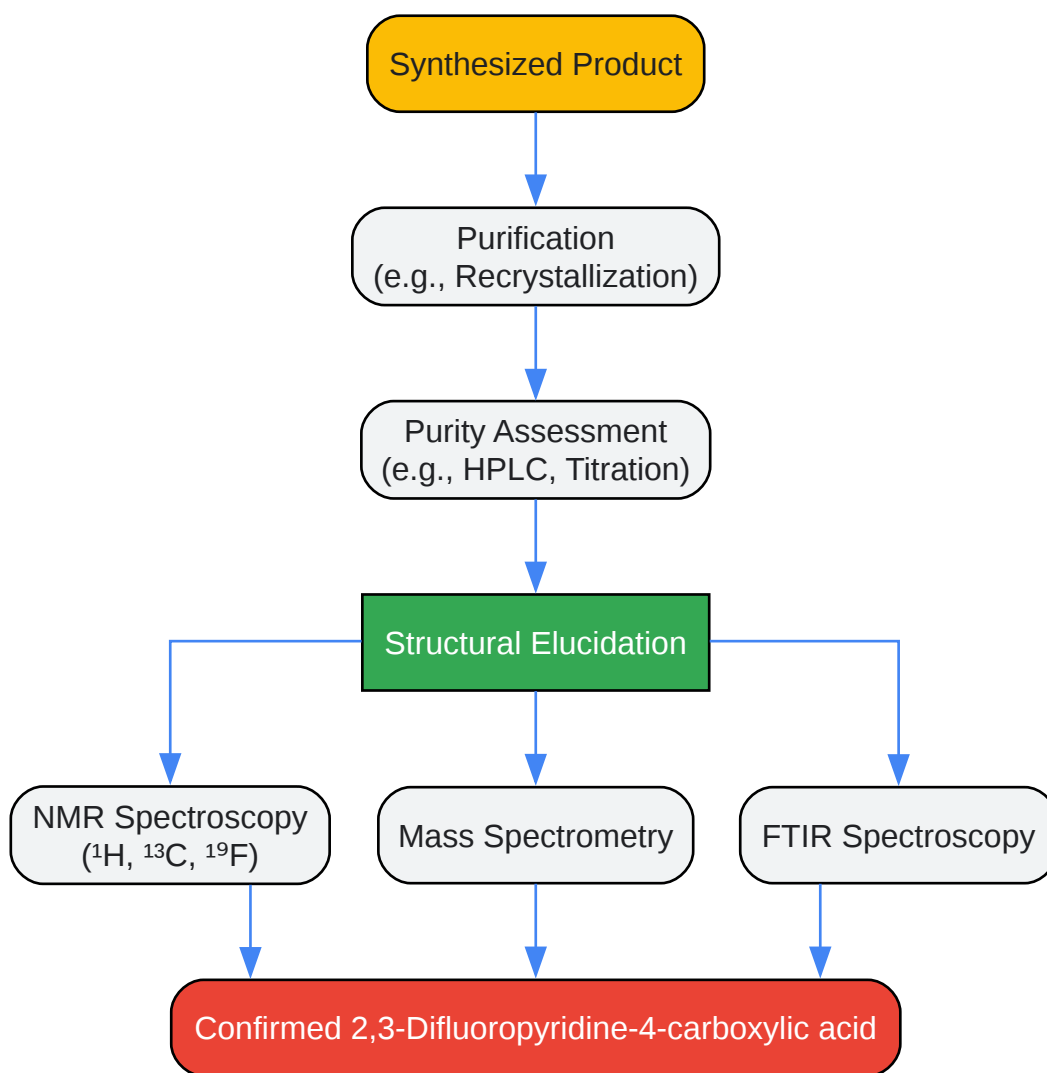 Synthesized Product
Purification
(e.g., Recrystallization)
Purity Assessment
(e.g., HPLC, Titration)
Structural Elucidation
NMR Spectroscopy
(¹H, ¹³C, ¹⁹F)
Mass Spectrometry
FTIR Spectroscopy
Confirmed 2,3-Difluoropyridine-4-carboxylic acid